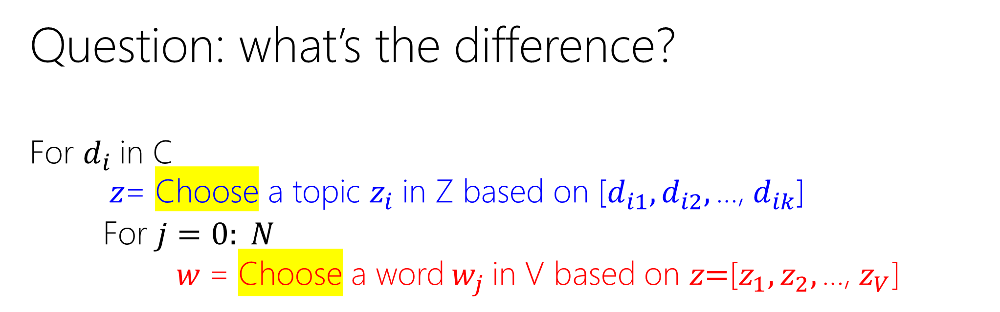 Question: what’s the difference?
For $d_i$ in C
$z$= Choose a topic $z_i$ in Z based on [$d_{i1}, d_{i2}$, ..., $d_{ik}$]
For $j = 0: N$
$w$ = Choose a word $w_j$ in V based on $z$=[$z_1, z_2$, ..., $z_V$]